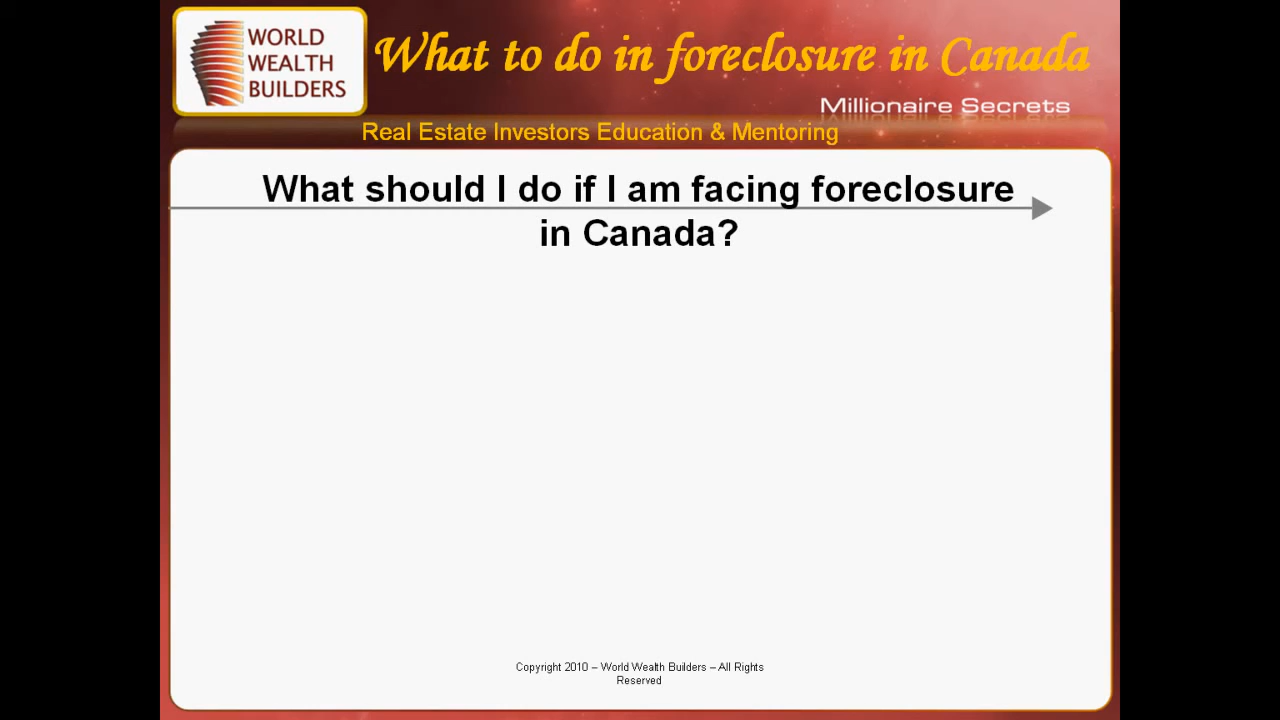 WORLD
WEALTH
BUILDERS
What to do in foreclosure in Canada
Millionaire Secrets
Real Estate Investors Education & Mentoring
What should I do if I am facing foreclosure
in Canada?
Copyright 2010 – World Wealth Builders – All Rights
Reserved